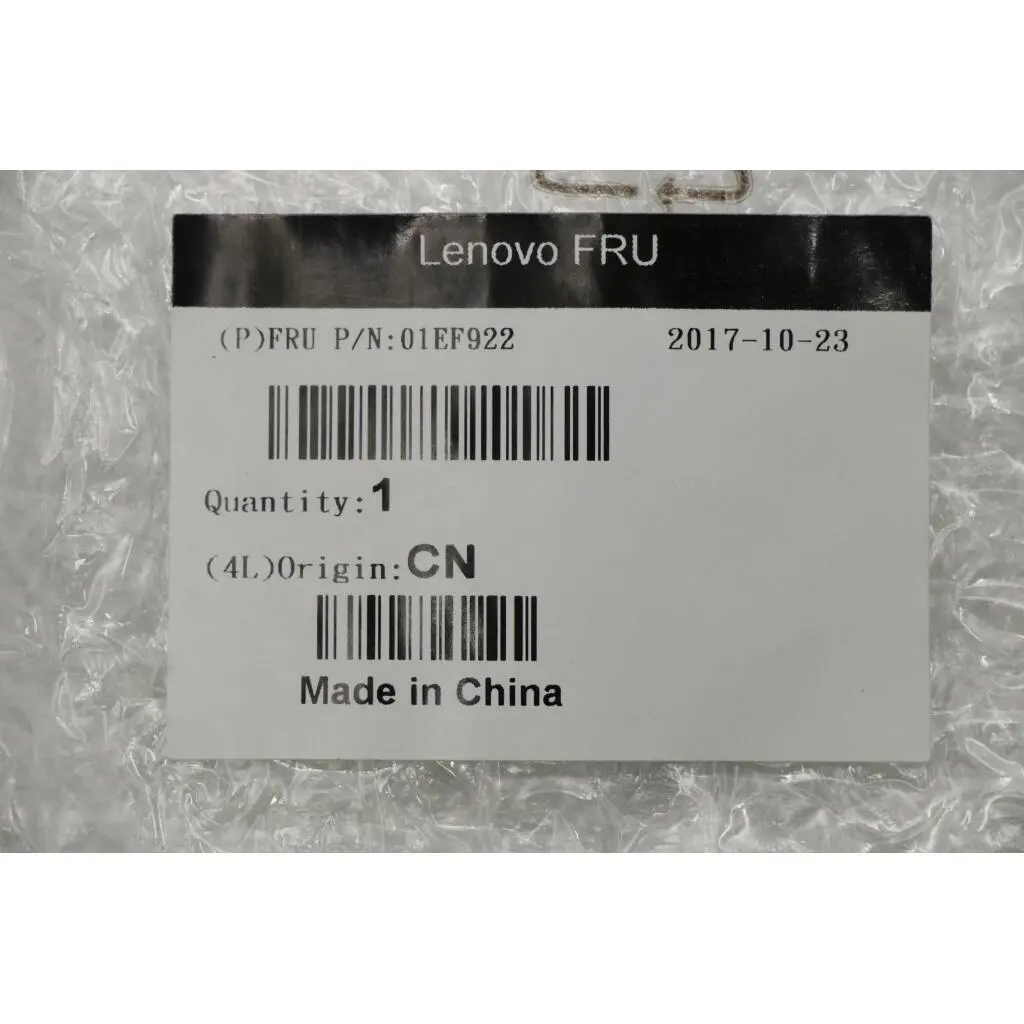 Lenovo FRU
(P)FRU P/N:01EF922 2017-10-23
Quantity:1
(4L)Origin:CN
Made in China